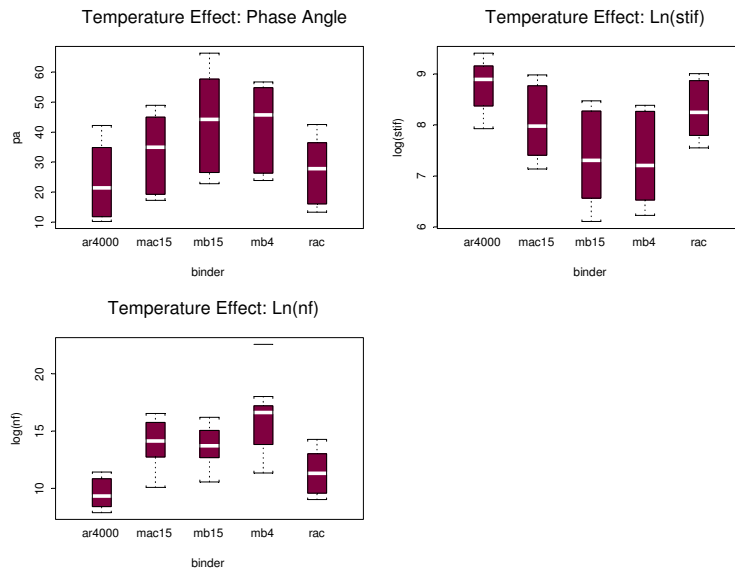 Temperature Effect: Phase Angle
60
50
40
30
20
10
pa
ar4000 mac15 mb15 mb4 rac
binder
Temperature Effect: Ln(stif)
9
8
7
6
log(stif)
ar4000 mac15 mb15 mb4 rac
binder
Temperature Effect: Ln(nf)
20
15
10
log(nf)
ar4000 mac15 mb15 mb4 rac
binder